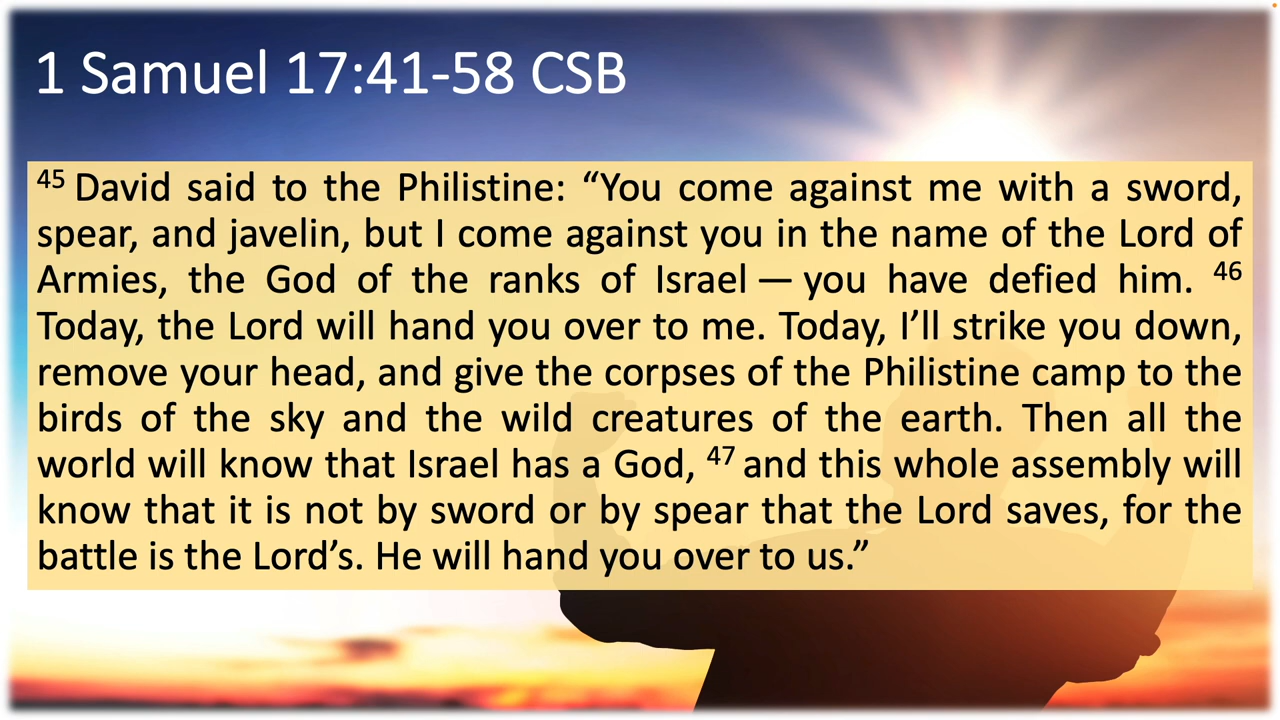 1 Samuel 17:41-58 CSB
45 David said to the Philistine: “You come against me with a sword,
spear, and javelin, but I come against you in the name of the Lord of
Armies, the God of the ranks of Israel — you have defied him. 46
Today, the Lord will hand you over to me. Today, I’ll strike you down,
remove your head, and give the corpses of the Philistine camp to the
birds of the sky and the wild creatures of the earth. Then all the
world will know that Israel has a God, 47 and this whole assembly will
know that it is not by sword or by spear that the Lord saves, for the
battle is the Lord’s. He will hand you over to us.”